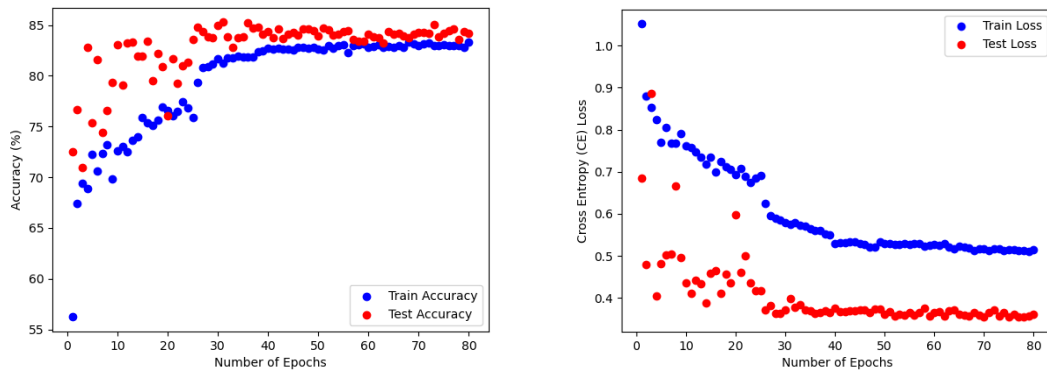 Accuracy (%)
85
80
75
70
65
60
55
0 10 20 30 40 50 60 70 80
Number of Epochs
Train Accuracy
Test Accuracy
Cross Entropy (CE) Loss
1.0
0.9
0.8
0.7
0.6
0.5
0.4
0 10 20 30 40 50 60 70 80
Number of Epochs
Train Loss
Test Loss